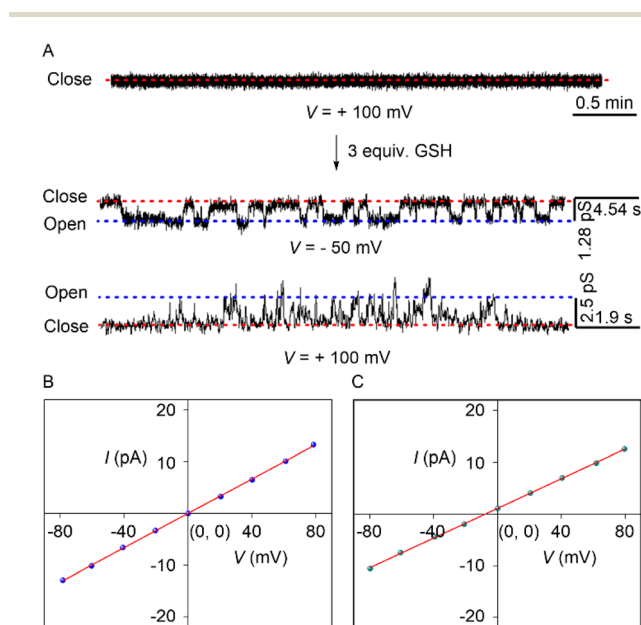 A
Close
V = + 100 mV
0.5 min
3 equiv. GSH
Close
Open
V = - 50 mV
4.54 s
1.28 pS
Open
Close
V = + 100 mV
2.5 pS
1.9 s
B
20
I (pA)
10
-80
-40
(0, 0)
40
80
V (mV)
-10
-20
C
20
I (pA)
10
-80
-40
(0, 0)
40
80
V (mV)
-10
-20